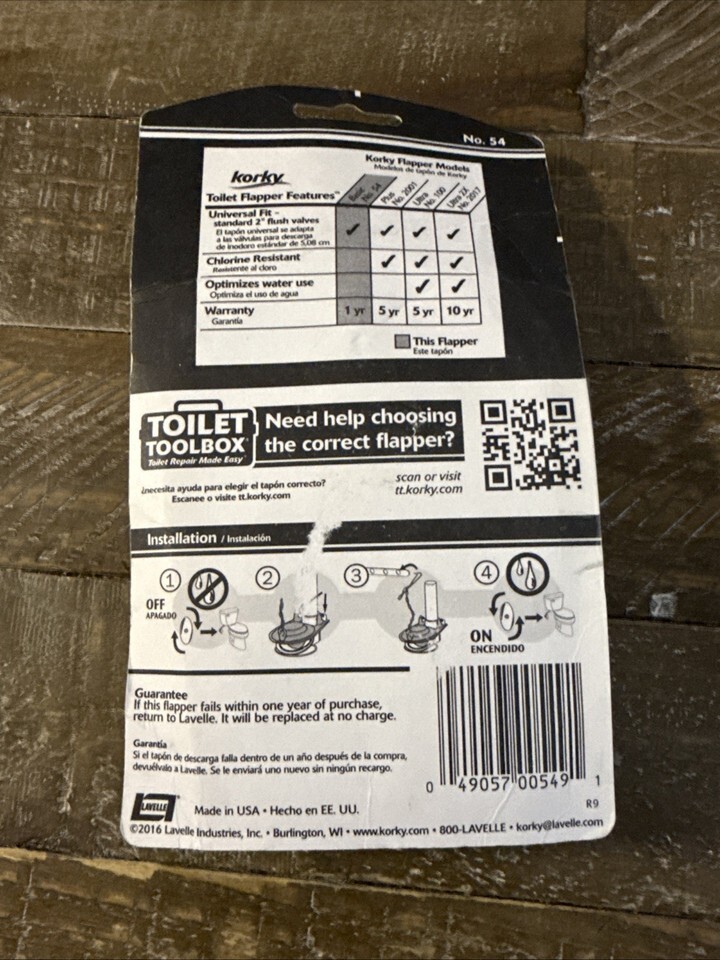 No. 54
korky
Korky Flapper Models
Modelos de tapón de Korky
Toilet Flapper Features™
Basic No. 54
Plus No. 2001
Ultra No. 100
Ultra 2X No. 2017
Universal Fit –
standard 2" flush valves
El tapón universal se adapta
a las válvulas para descarga
de inodoro estándar de 5,08 cm
✔ ✔ ✔ ✔
Chlorine Resistant
Resistente al cloro
✔ ✔ ✔
Optimizes water use
Optimiza el uso de agua
✔ ✔
Warranty
Garantía
1 yr 5 yr 5 yr 10 yr
This Flapper
Este tapón
TOILET
TOOLBOX
Toilet Repair Made Easy
Need help choosing
the correct flapper?
¿necesita ayuda para elegir el tapón correcto?
Escanee o visite tt.korky.com
scan or visit
tt.korky.com
Installation / Instalación
1
OFF
APAGADO
2
3
4
ON
ENCENDIDO
Guarantee
If this flapper fails within one year of purchase,
return to Lavelle. It will be replaced at no charge.
Garantía
Si el tapón de descarga falla dentro de un año después de la compra,
devuélvalo a Lavelle. Se le enviará uno nuevo sin ningún recargo.
0 49057 00549 1
R9
LAVELLE
Made in USA • Hecho en EE. UU.
©2016 Lavelle Industries, Inc. • Burlington, WI • www.korky.com • 800-LAVELLE • korky@lavelle.com